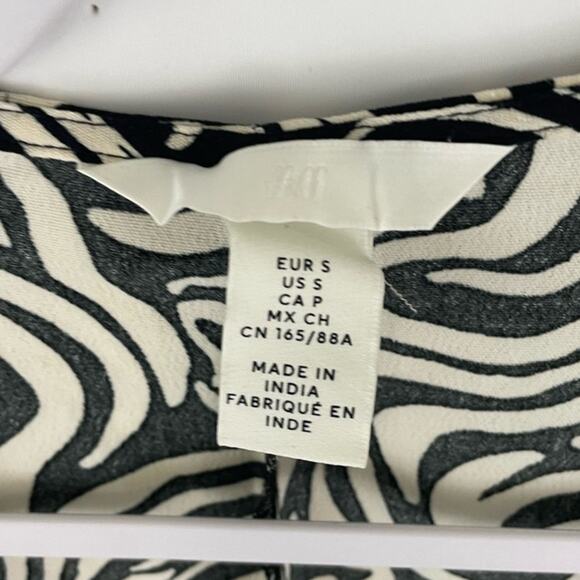 H&M
EUR S
US S
CA P
MX CH
CN 165/88A
MADE IN
INDIA
FABRIQUÉ EN
INDE